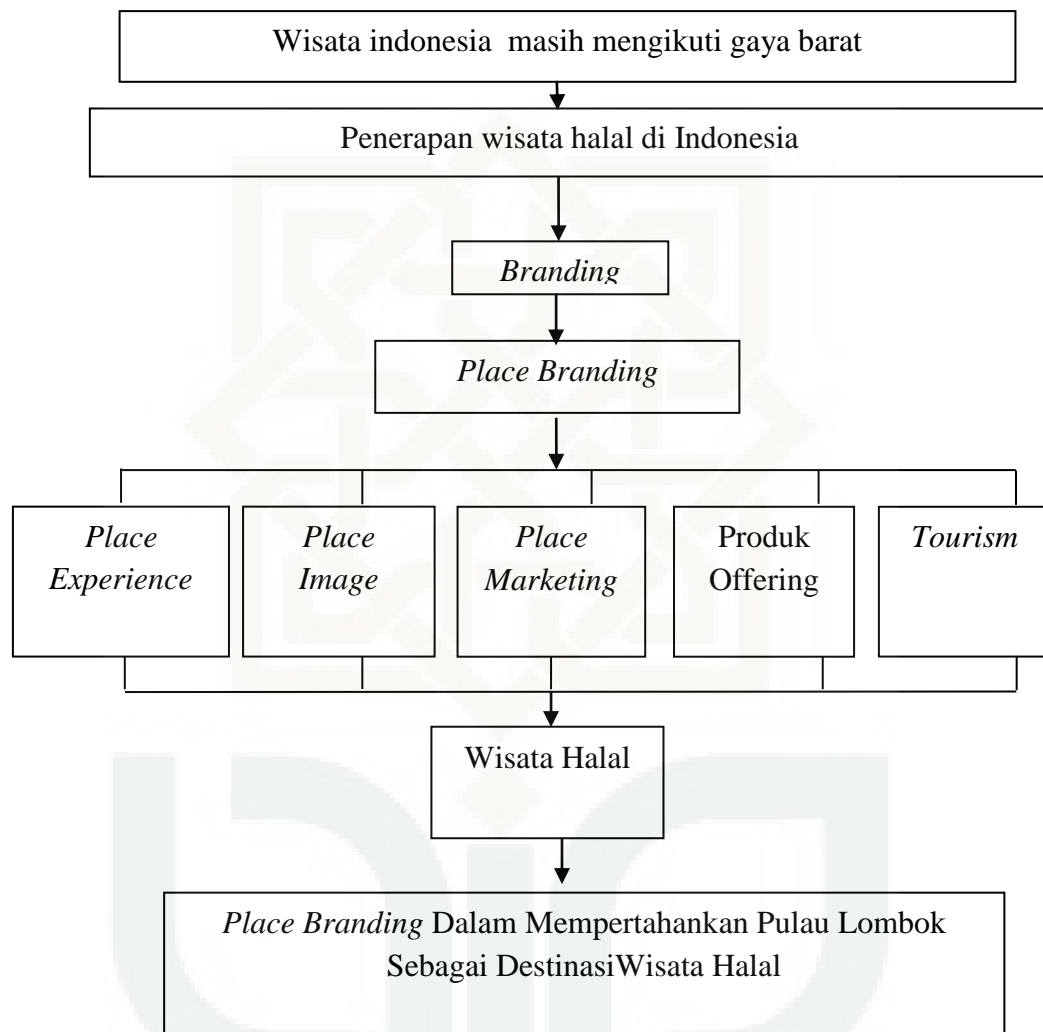 Wisata indonesia  masih mengikuti gaya barat
Penerapan wisata halal di Indonesia
Branding
Place Branding
Place
Experience
Place
Image
Place
Marketing
Produk
Offering
Tourism
Wisata Halal
Place Branding Dalam Mempertahankan Pulau Lombok
Sebagai DestinasiWisata Halal